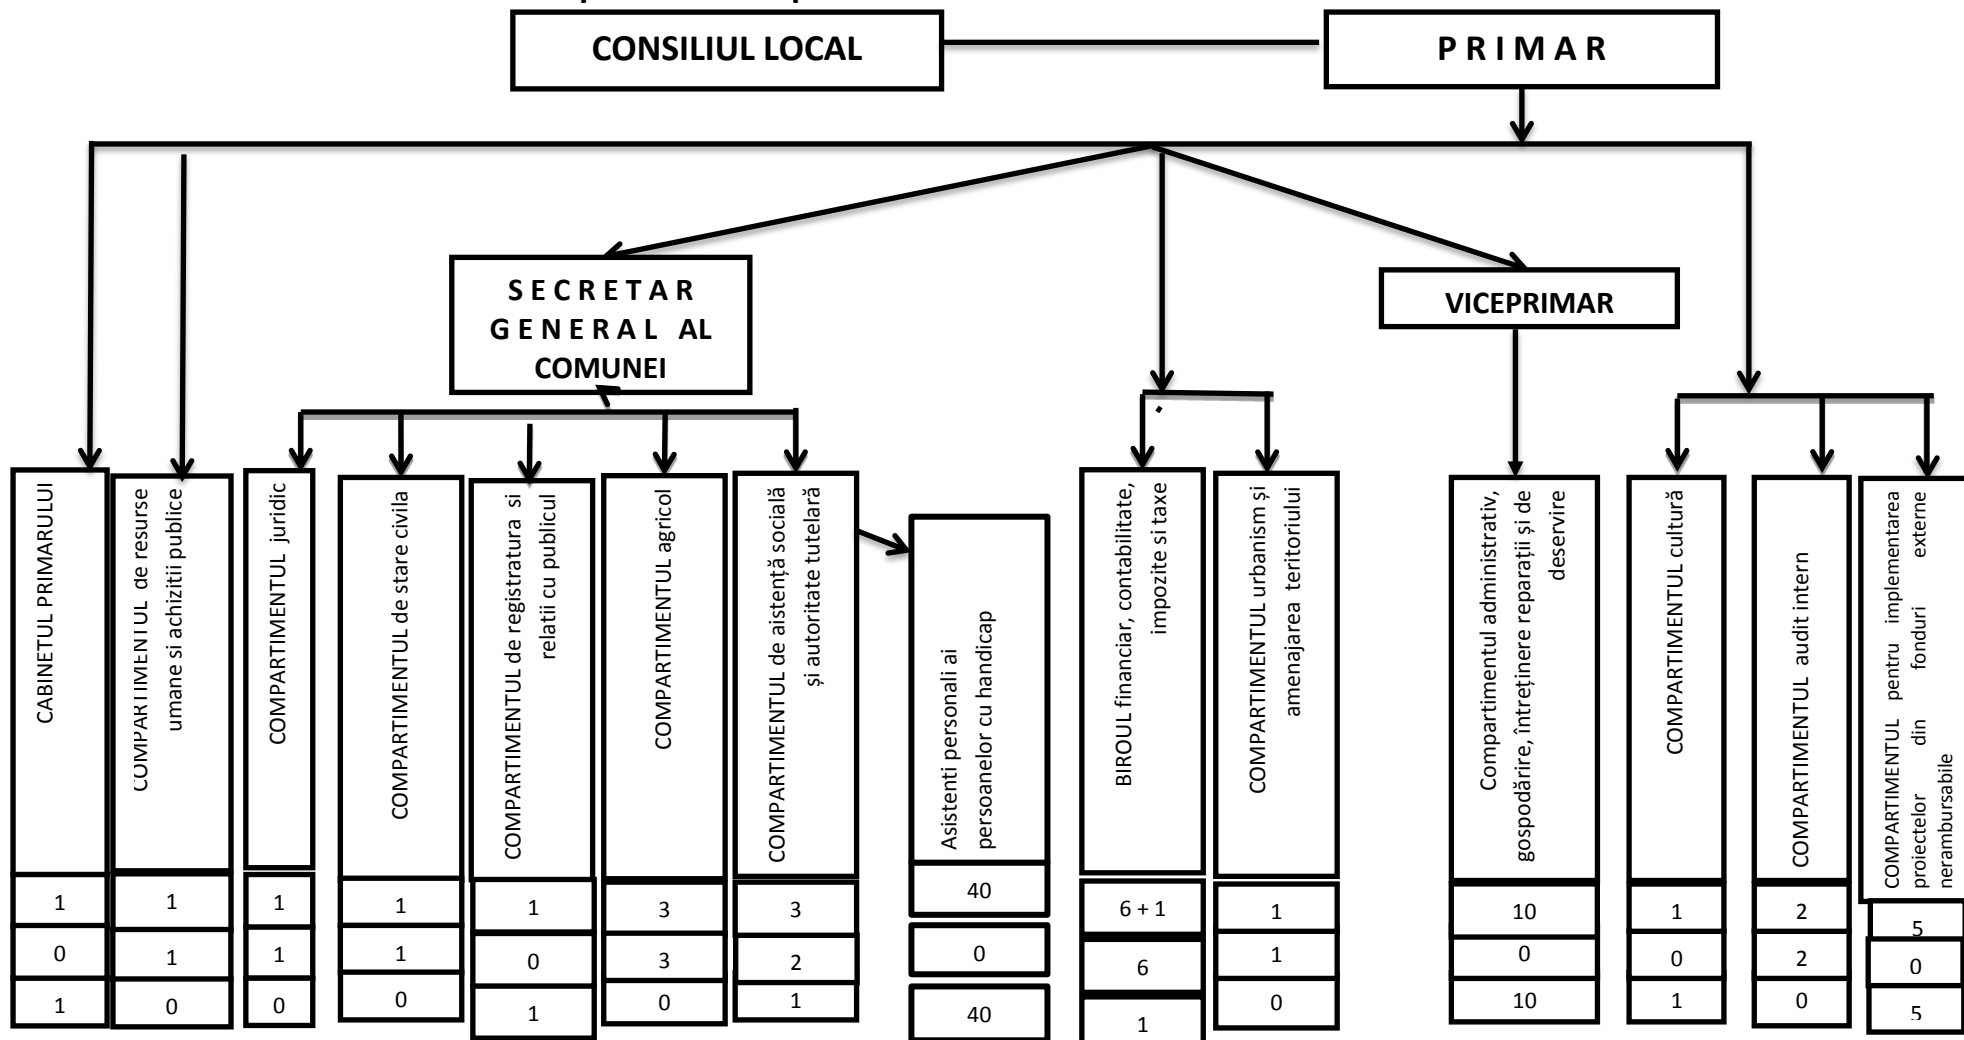 CONSILIUL LOCAL
P R I M A R
S E C R E T A R
G E N E R A L AL
COMUNEI
VICEPRIMAR
CABINETUL PRIMARULUI
COMPARTIMENTUL de resurse
umane si achizitii publice
COMPARTIMENTUL juridic
COMPARTIMENTUL de stare civila
COMPARTIMENTUL de registratura si
relatii cu publicul
COMPARTIMENTUL agricol
COMPARTIMENTUL de aistență socială
și autoritate tutelară
Asistenti personali ai
persoanelor cu handicap
BIROUL financiar, contabilitate,
impozite si taxe
COMPARTIMENTUL urbanism și
amenajarea teritoriului
Compartimentul administrativ,
gospodărire, întreținere reparații și de
deservire
COMPARTIMENTUL cultură
COMPARTIMENTUL audit intern
COMPARTIMENTUL pentru implementarea
proiectelor din fonduri externe
nerambursabile
1 1 1 1 1 3 3 40 6 + 1 1 10 1 2 5
0 1 1 1 0 3 2 0 6 1 0 0 2 0
1 0 0 0 1 0 1 40 1 0 10 1 0 5